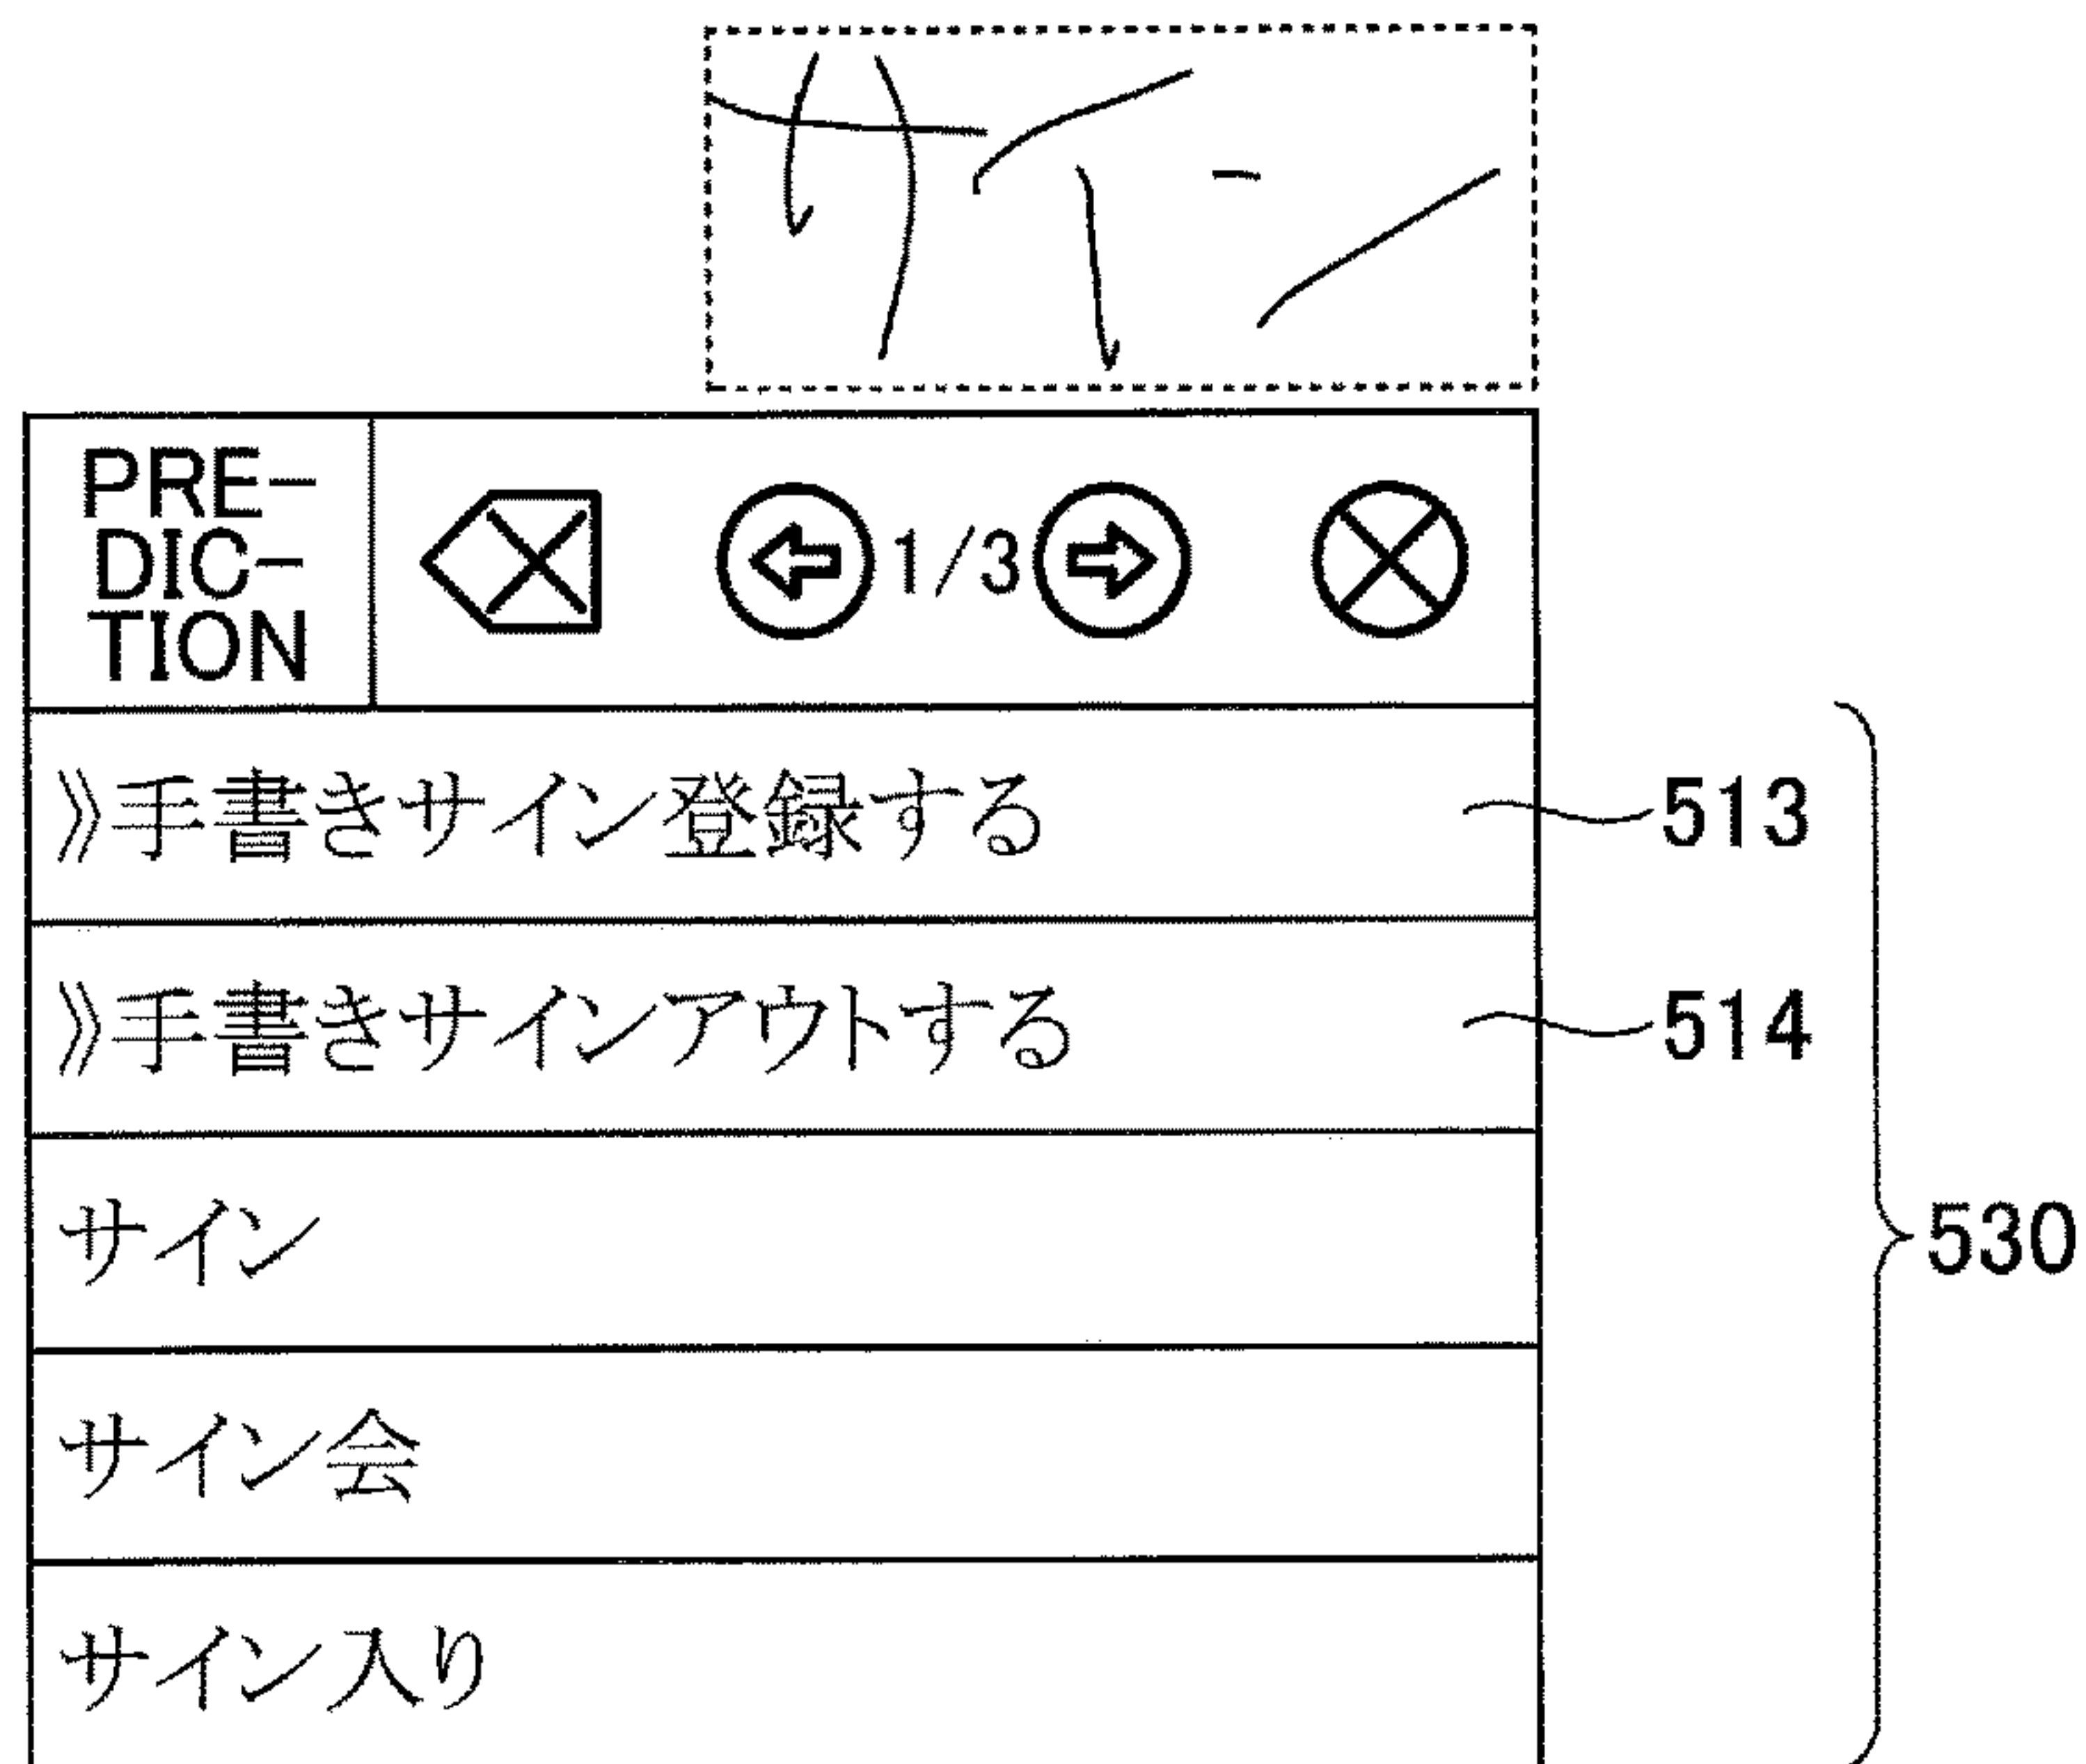 サイン
PRE-
DIC-
TION
1/3
》手書きサイン登録する
513
》手書きサインアウトする
514
サイン
530
サイン会
サイン入り